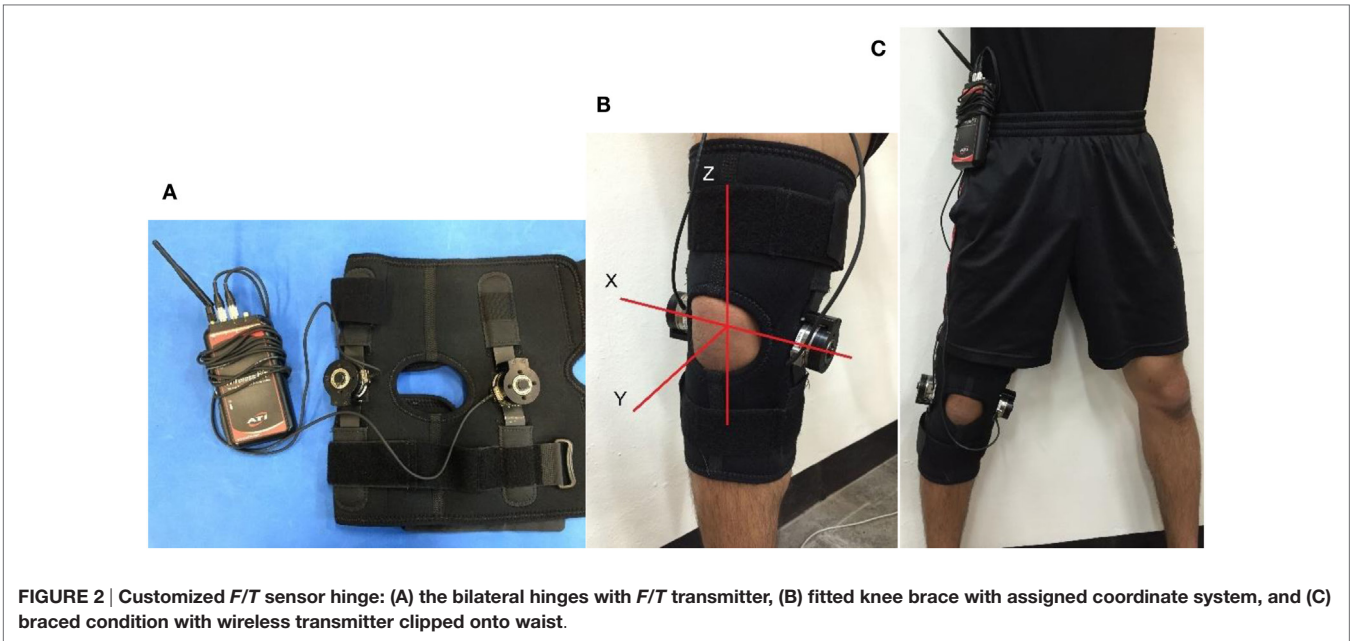 A
B
C
Z
X
Y
ATI
FIGURE 2 | Customized F/T sensor hinge: (A) the bilateral hinges with F/T transmitter, (B) fitted knee brace with assigned coordinate system, and (C)
braced condition with wireless transmitter clipped onto waist.